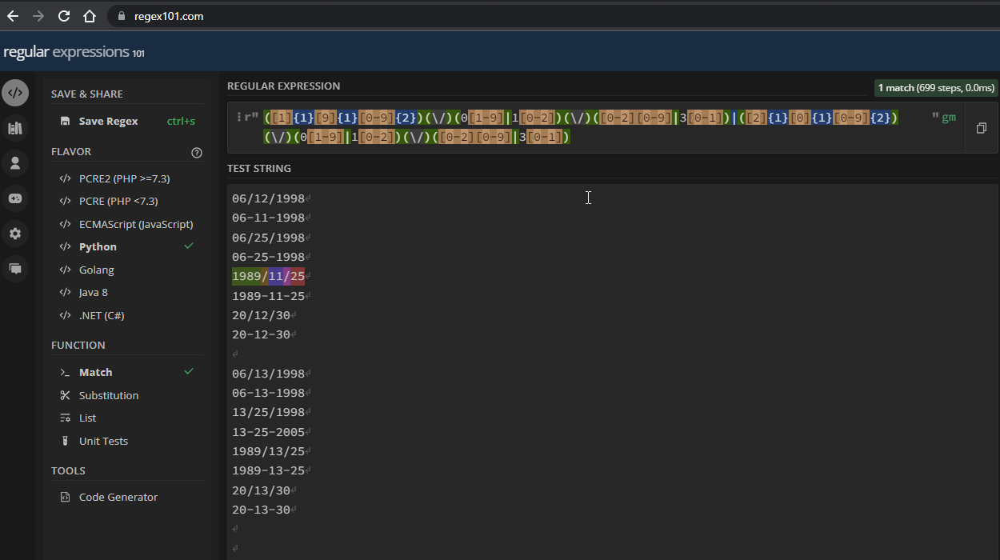 regex101.com
regular expressions 101
SAVE & SHARE
Save Regex ctrl+s
FLAVOR
PCRE2 (PHP >=7.3)
PCRE (PHP <7.3)
ECMAScript (JavaScript)
Python
Golang
Java 8
.NET (C#)
FUNCTION
Match
Substitution
List
Unit Tests
TOOLS
Code Generator
REGULAR EXPRESSION
1 match (699 steps, 0.0ms)
r" ([1]{1}[9]{1}[0-9]{2})(\/)(0[1-9]|1[0-2])(\/)([0-2][0-9]|3[0-1])|([2]{1}[0]{1}[0-9]{2}) " gm
(\/)(0[1-9]|1[0-2])(\/)([0-2][0-9]|3[0-1])
TEST STRING
06/12/1998
06-11-1998
06/25/1998
06-25-1998
1989/11/25
1989-11-25
20/12/30
20-12-30
06/13/1998
06-13-1998
13/25/1998
13-25-2005
1989/13/25
1989-13-25
20/13/30
20-13-30